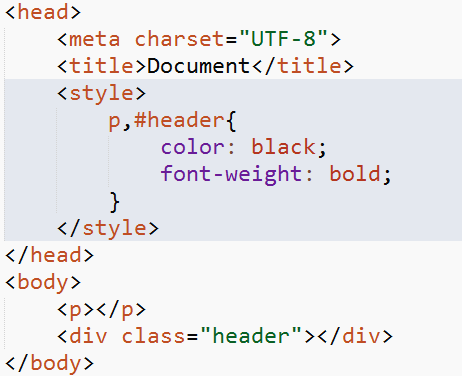 <head>
    <meta charset="UTF-8">
    <title>Document</title>
    <style>
        p,#header{
            color: black;
            font-weight: bold;
        }
    </style>
</head>
<body>
    <p></p>
    <div class="header"></div>
</body>